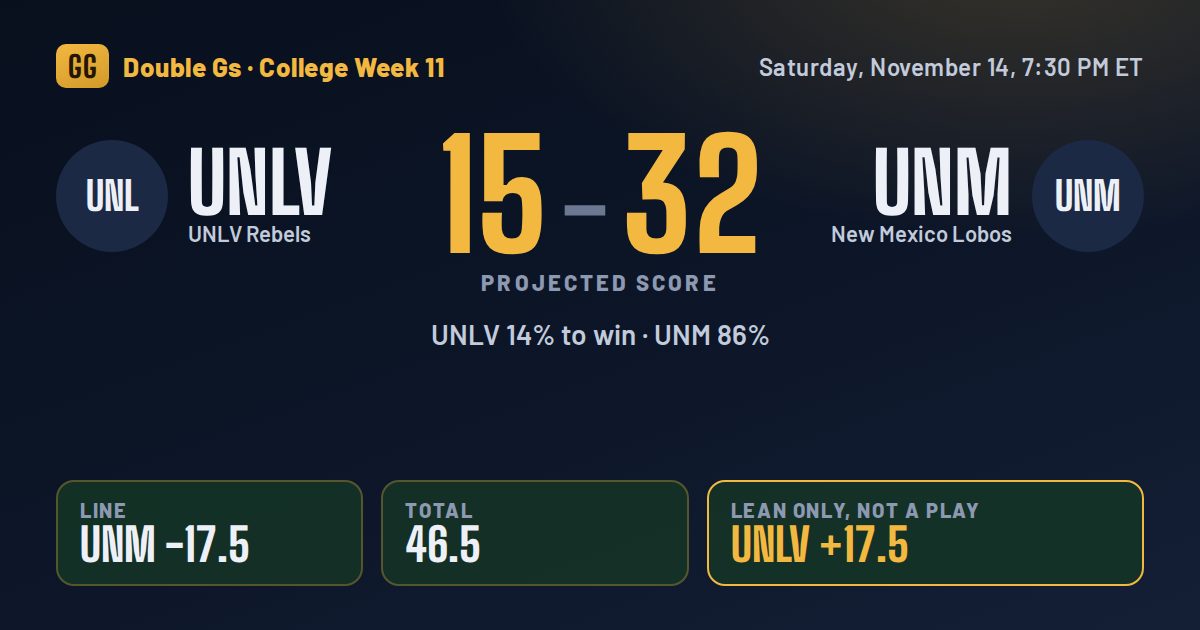 GG Double Gs · College Week 11
Saturday, November 14, 7:30 PM ET
UNL
UNLV
UNLV Rebels
15 – 32
PROJECTED SCORE
UNLV 14% to win · UNM 86%
UNM
New Mexico Lobos
UNM
LINE
UNM −17.5
TOTAL
46.5
LEAN ONLY, NOT A PLAY
UNLV +17.5